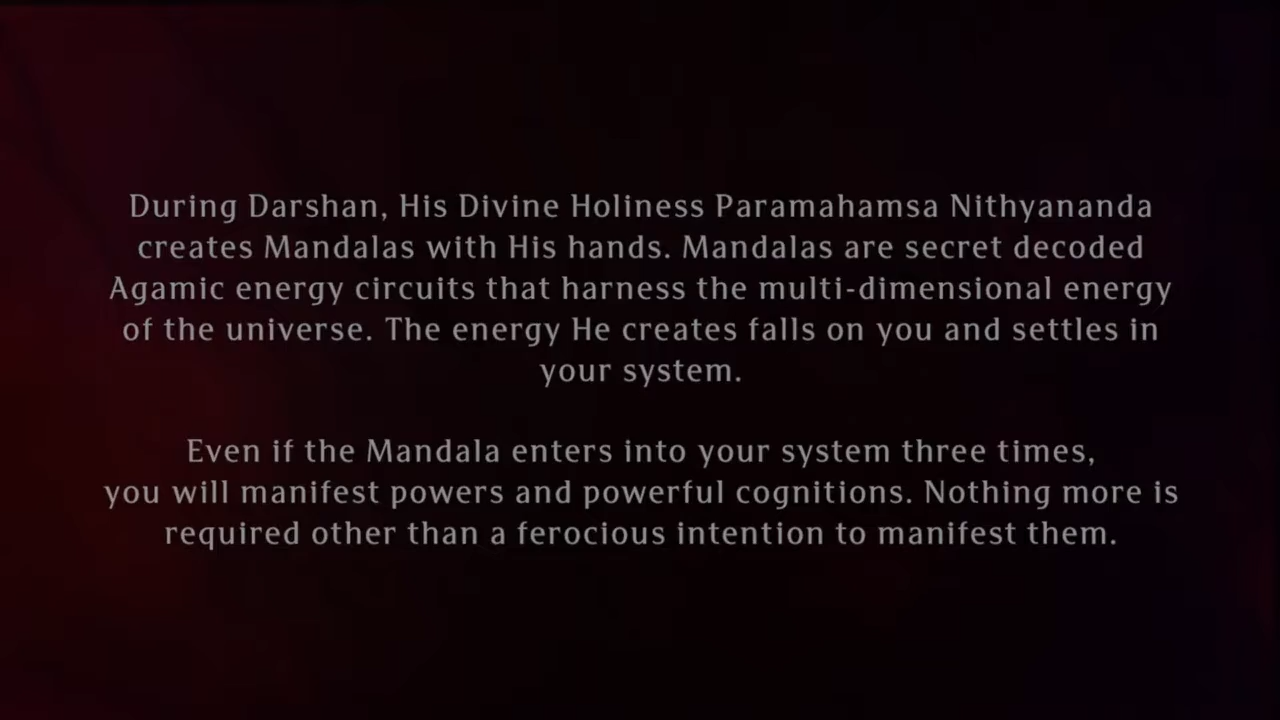 During Darshan, His Divine Holiness Paramahamsa Nithyananda
creates Mandalas with His hands. Mandalas are secret decoded
Agamic energy circuits that harness the multi-dimensional energy
of the universe. The energy He creates falls on you and settles in
your system.
Even if the Mandala enters into your system three times,
you will manifest powers and powerful cognitions. Nothing more is
required other than a ferocious intention to manifest them.